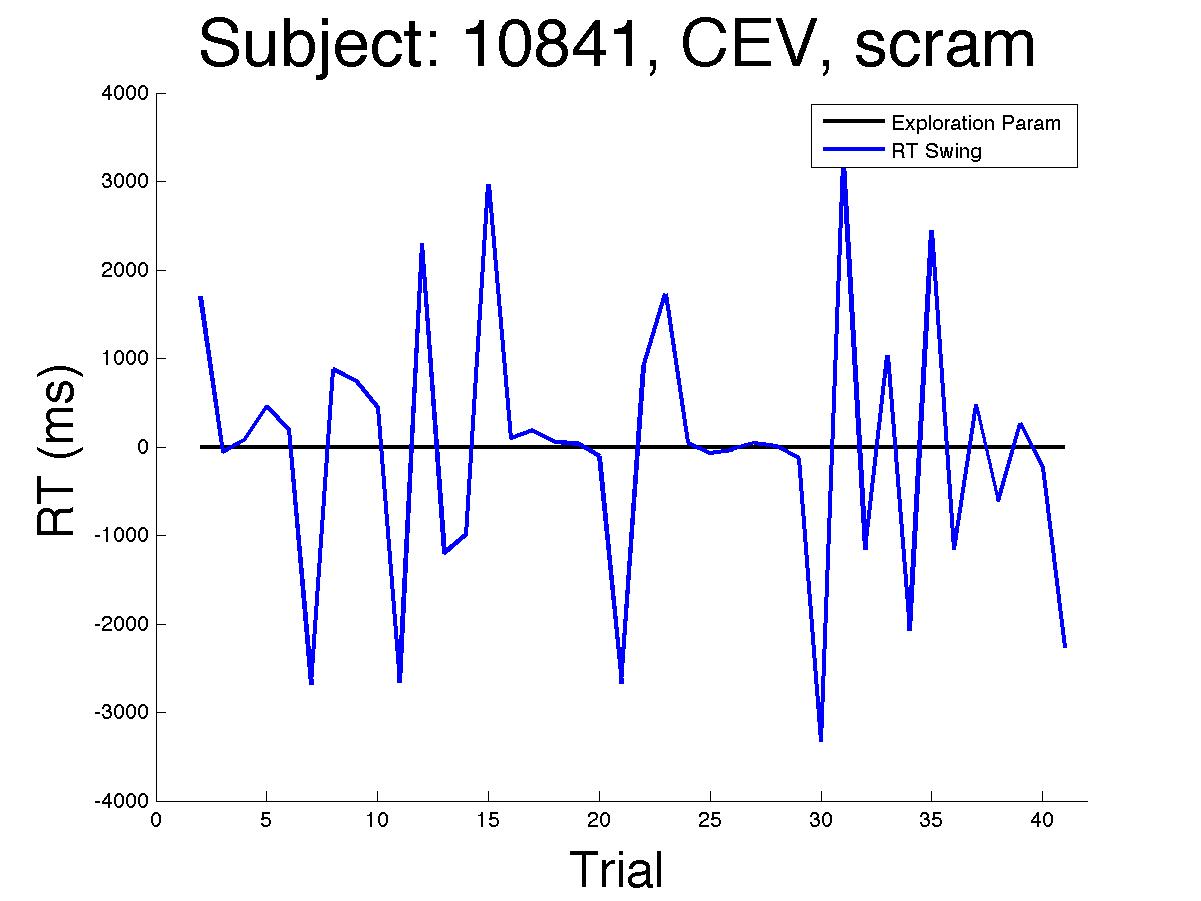 Subject: 10841, CEV, scram
4000
3000
2000
1000
0
-1000
-2000
-3000
-4000
RT (ms)
Exploration Param
RT Swing
0 5 10 15 20 25 30 35 40
Trial